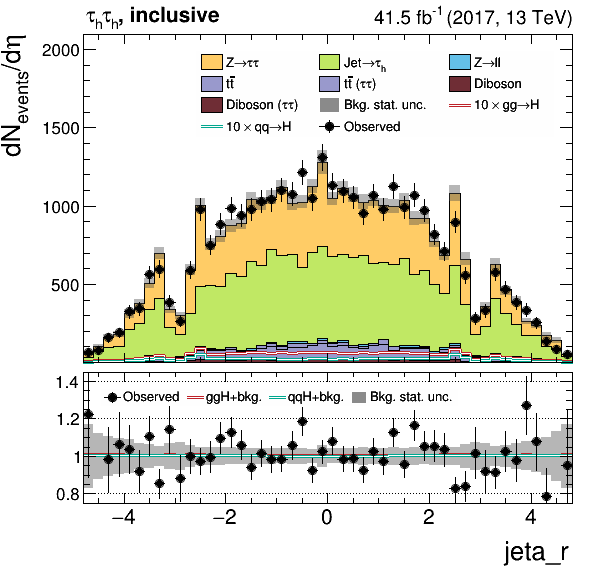 τhτh, inclusive 41.5 fb⁻¹ (2017, 13 TeV)
dNevents/dη
2000
1500
1000
500
Z→ττ Jet→τh Z→ll
tt̄ tt̄ (ττ) Diboson
Diboson (ττ) Bkg. stat. unc. 10 × gg→H
10 × qq→H Observed
1.4
1.2
1
0.8
Observed ggH+bkg. qqH+bkg. Bkg. stat. unc.
−4 −2 0 2 4
jeta_r